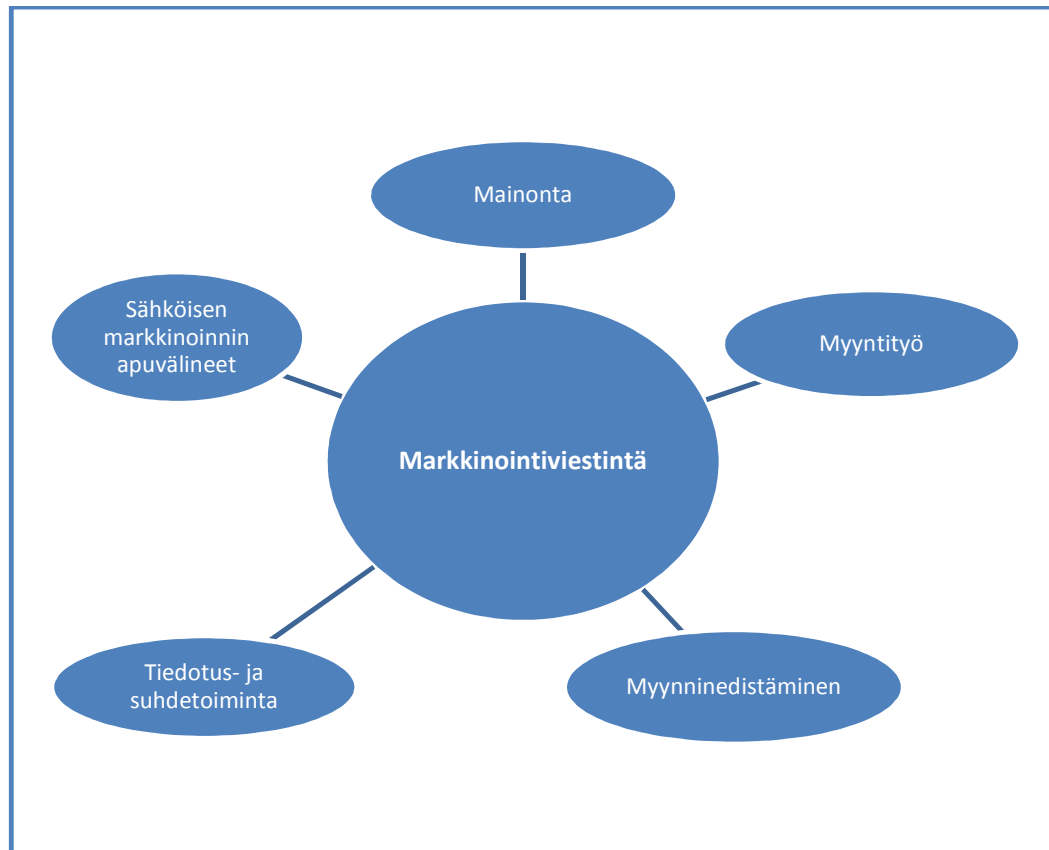 Mainonta
Sähköisen
markkinoinnin
apuvälineet
Myyntityö
Markkinointiviestintä
Tiedotus- ja
suhdetoiminta
Myynninedistäminen